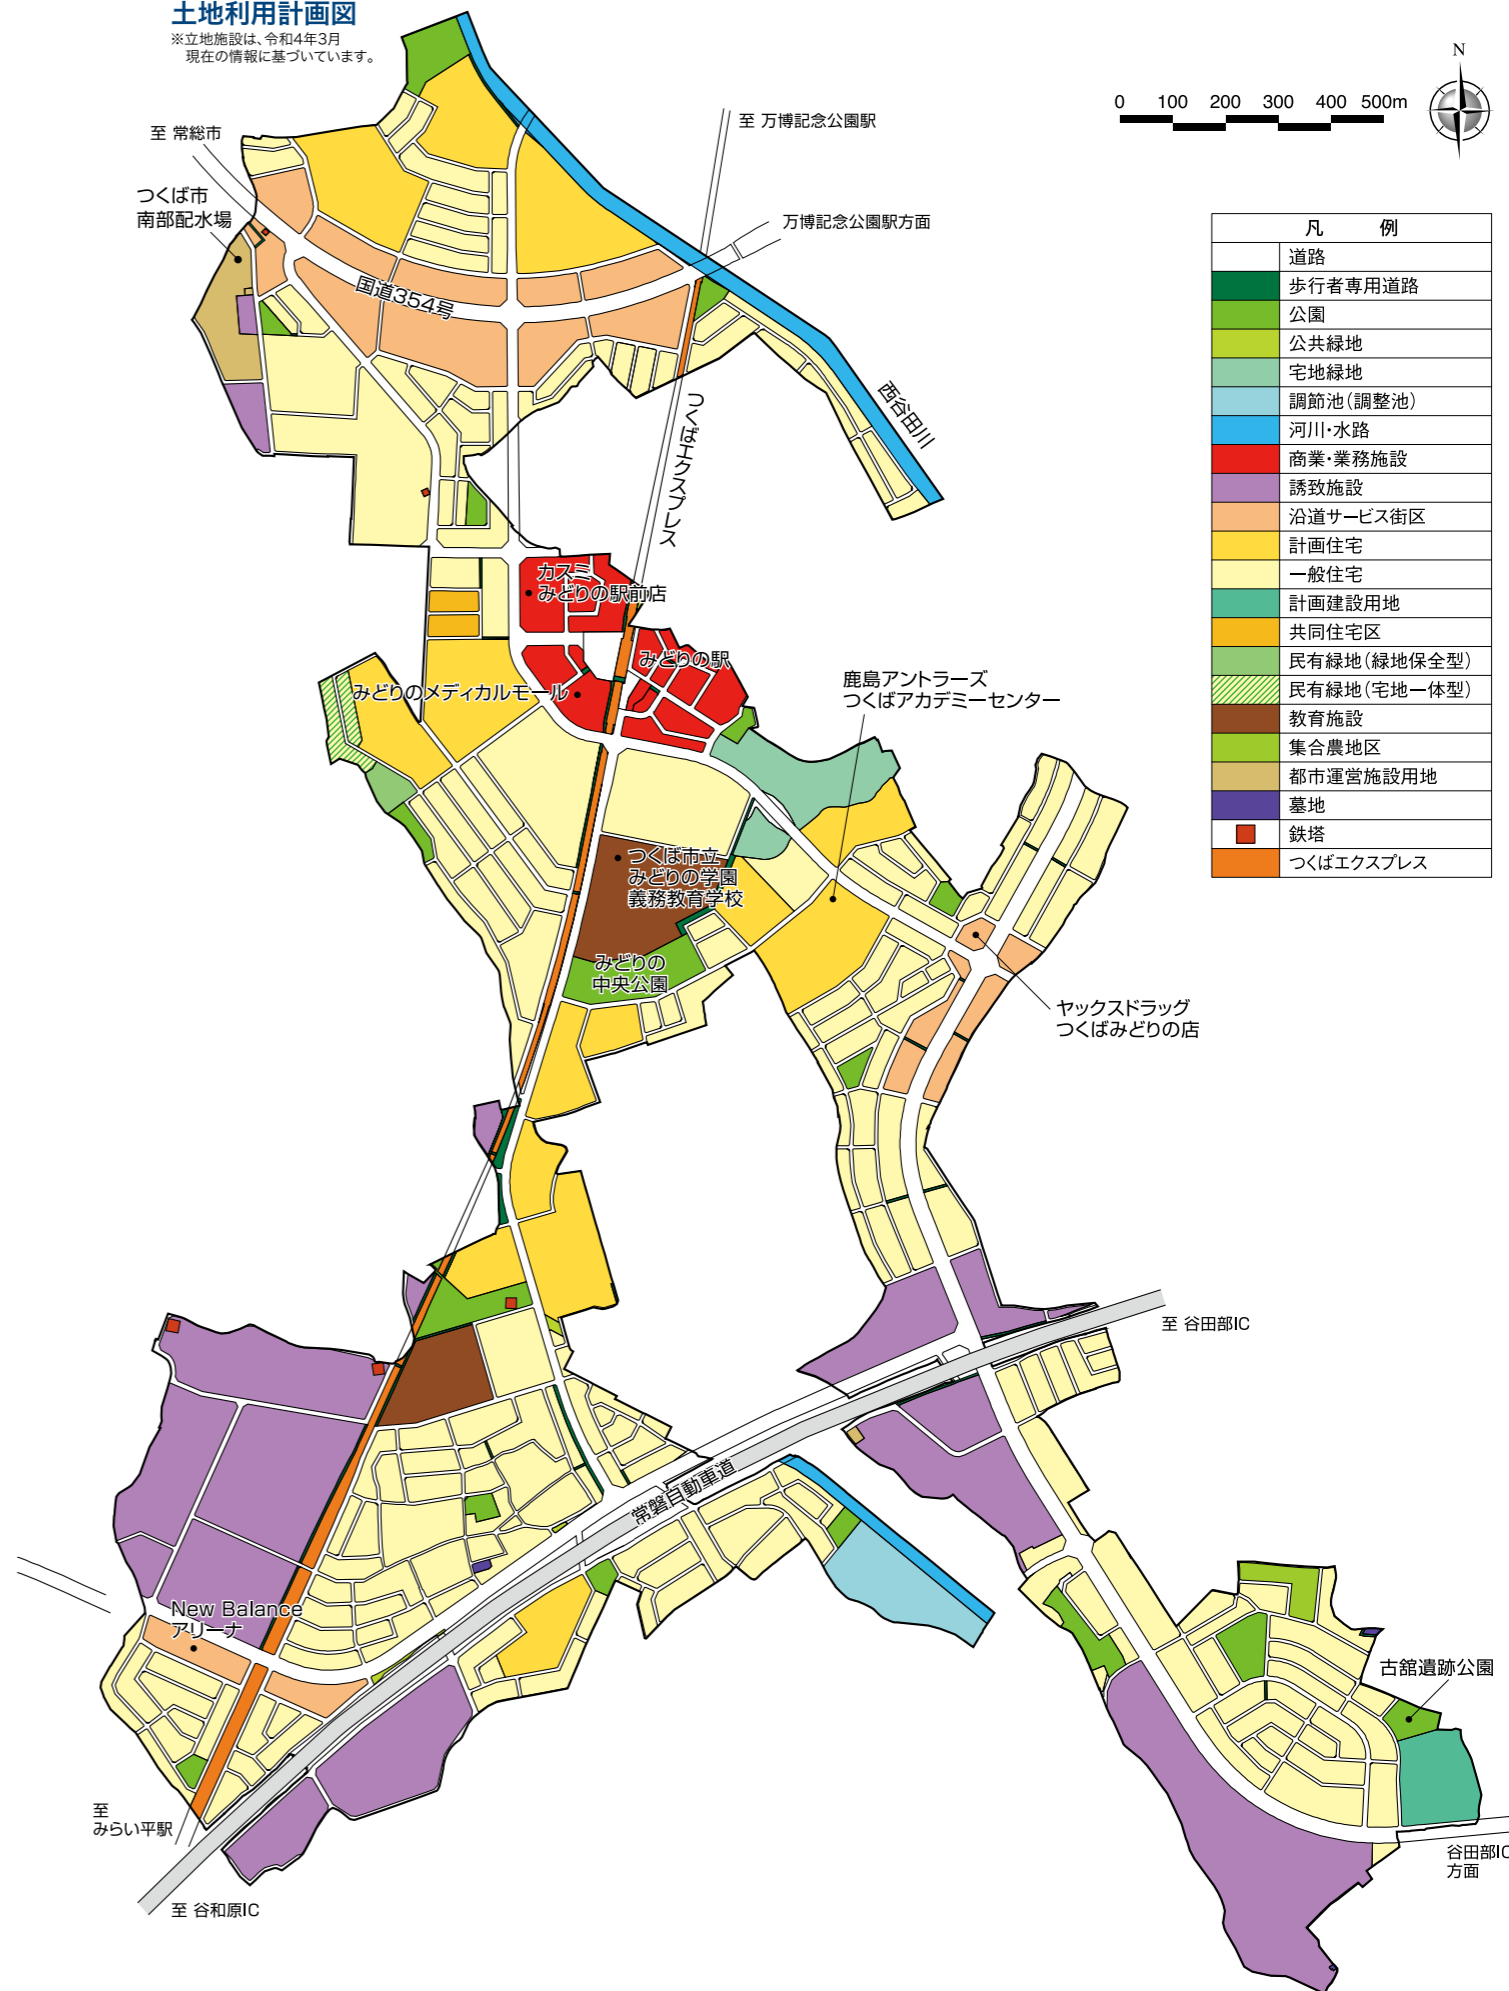 土地利用計画図
※立地施設は、令和4年3月
現在の情報に基づいています。
N
0 100 200 300 400 500m
至 常総市
至 万博記念公園駅
つくば市
南部配水場
万博記念公園駅方面
国道354号
西谷田川
つくばエクスプレス
凡 例
道路
歩行者専用道路
公園
公共緑地
宅地緑地
調節池(調整池)
河川・水路
商業・業務施設
誘致施設
沿道サービス街区
計画住宅
一般住宅
計画建設用地
共同住宅区
民有緑地(緑地保全型)
民有緑地(宅地一体型)
教育施設
集合農地区
都市運営施設用地
墓地
鉄塔
つくばエクスプレス
カスミ
みどりの駅前店
みどりの駅
みどりのメディカルモール
鹿島アントラーズ
つくばアカデミーセンター
つくば市立
みどりの学園
義務教育学校
みどりの
中央公園
ヤックスドラッグ
つくばみどりの店
至 谷田部IC
常磐自動車道
New Balance
アリーナ
古舘遺跡公園
至
みらい平駅
谷田部IC
方面
至 谷和原IC